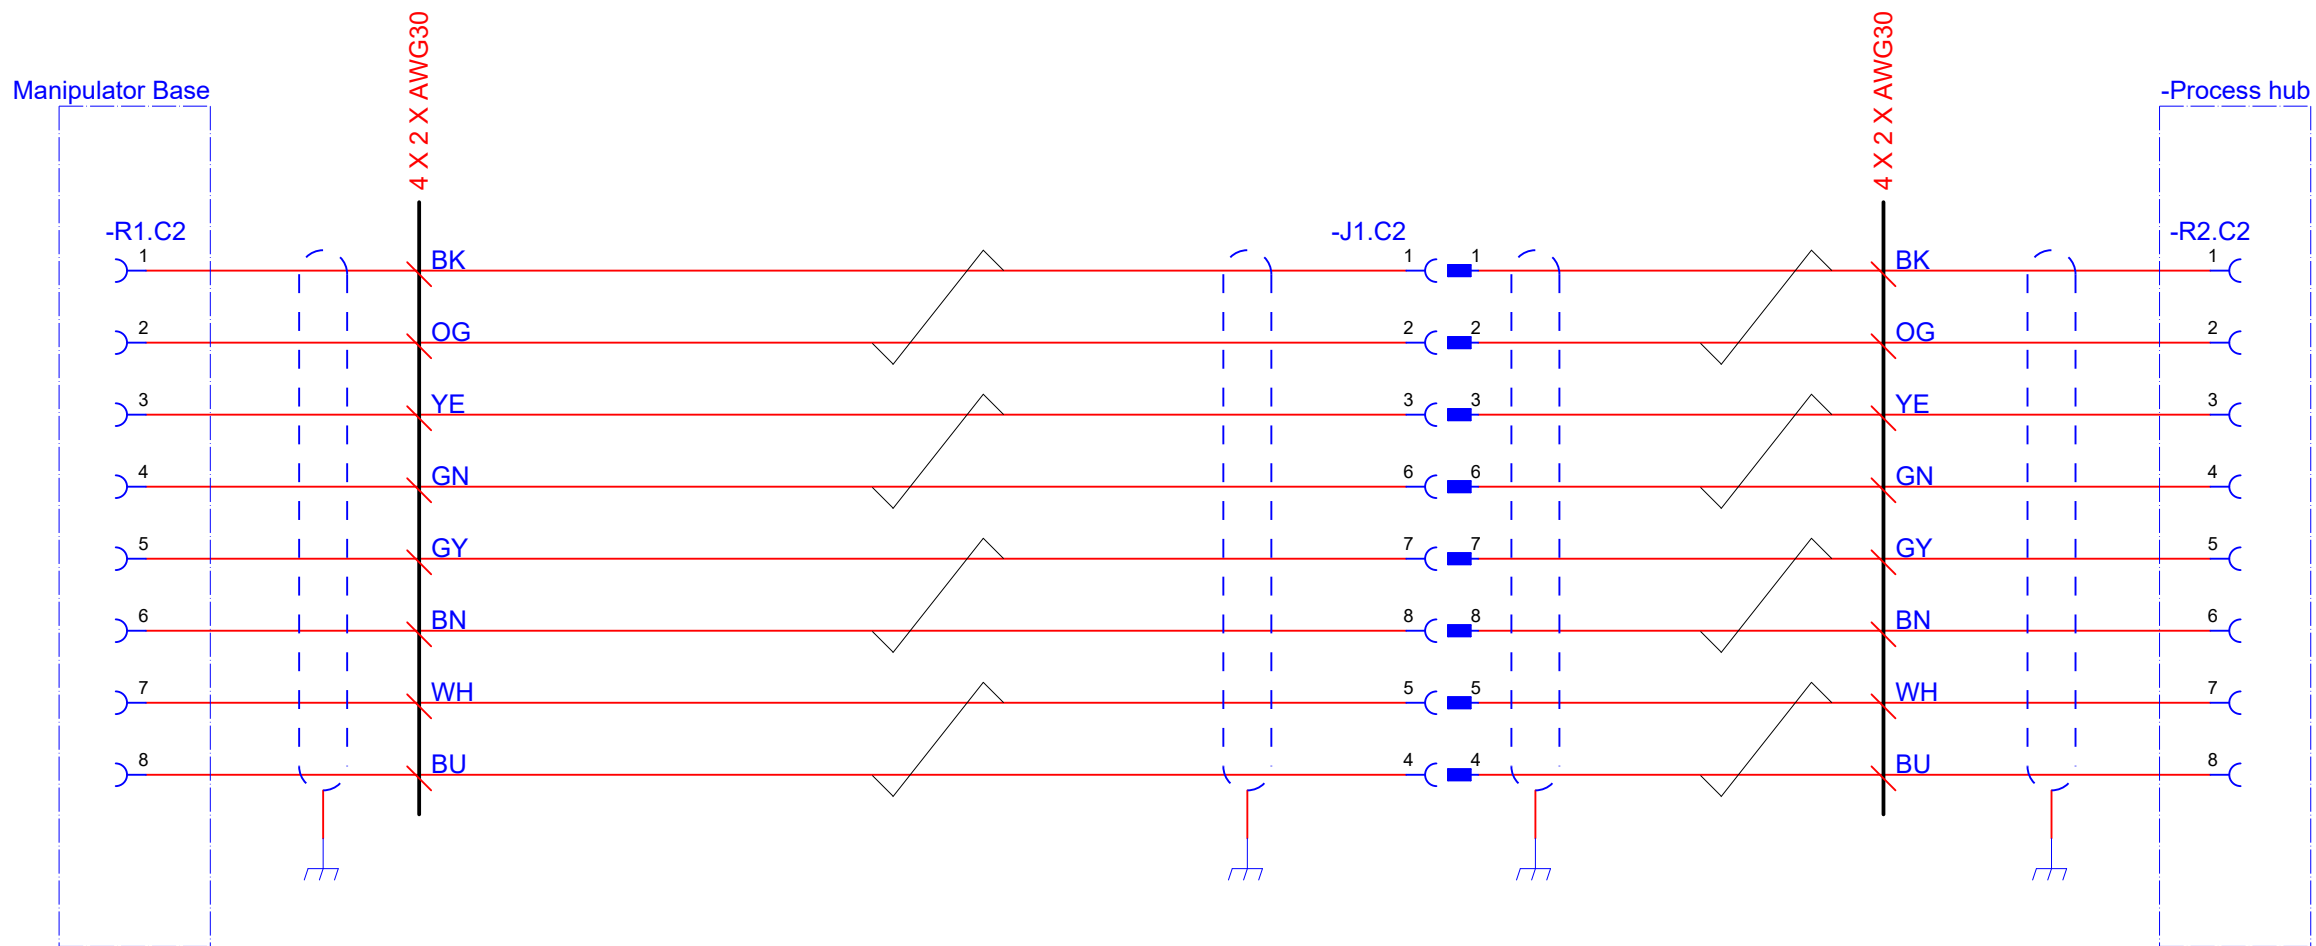 4 X 2 X AWG30
4 X 2 X AWG30
Manipulator Base
-Process hub
-R1.C2
-J1.C2
-R2.C2
1 BK 1 1 BK 1
2 OG 2 2 OG 2
3 YE 3 3 YE 3
4 GN 6 6 GN 4
5 GY 7 7 GY 5
6 BN 8 8 BN 6
7 WH 5 5 WH 7
8 BU 4 4 BU 8